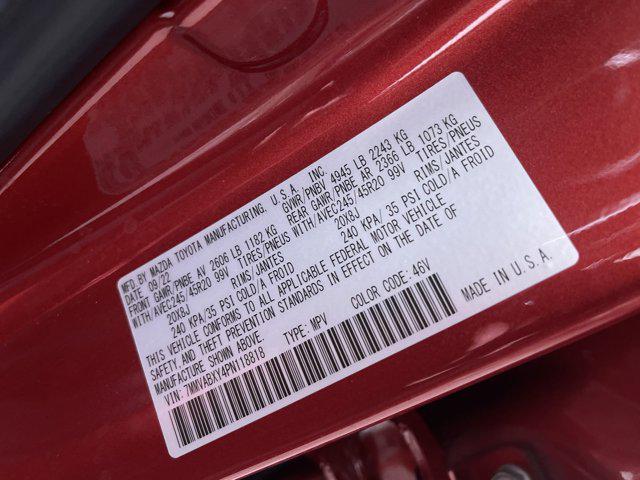 MFD. BY MAZDA TOYOTA MANUFACTURING, U.S.A., INC.
DATE: 09/22 GVWR/PNBV 4945 LB 2243 KG
FRONT GAWR/PNBE AV 2606 LB 1182 KG REAR GAWR/PNBE AR 2366 LB 1073 KG
WITH/AVEC245/45R20 99V TIRES/PNEUS WITH/AVEC245/45R20 99V TIRES/PNEUS
20X8J RIMS/JANTES 20X8J RIMS/JANTES
240 KPA/35 PSI COLD/A FROID 240 KPA/35 PSI COLD/A FROID
THIS VEHICLE CONFORMS TO ALL APPLICABLE FEDERAL MOTOR VEHICLE
SAFETY, AND THEFT PREVENTION STANDARDS IN EFFECT ON THE DATE OF
MANUFACTURE SHOWN ABOVE.
VIN: 7MMVABXY4PN118818 TYPE: MPV COLOR CODE: 46V
MADE IN U.S.A.